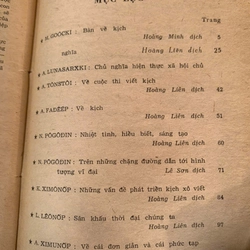 MỤC LỤC
Trang
★ M. GOÓCKI : Bàn về kịch
Hoàng Minh dịch 5
★ A. LUNASARXKI : Chủ nghĩa hiện thực xã hội chủ nghĩa
Hoàng Liên dịch 25
★ A. TÔNXTÔI : Về cuộc thi viết kịch
Hoàng Liên dịch 42
★ A. FAĐÊÉP : Về kịch
Hoàng Liên dịch 51
★ N. PÔGÔĐIN : Nhiệt tình, hiểu biết, sáng tạo
Hoàng Liên dịch 60
★ N. PÔGÔĐIN : Trên những chặng đường dẫn tới hình
tượng vĩ đại Lê Sơn dịch 71
★ K. XIMÔNỐP : Những vấn đề phát triển kịch xô viết
Hoàng Liên dịch 84
★ L. LÊÔNỐP : Sân khấu thời đại chúng ta
Hoàng Liên dịch 87
★ A. XIMUNỐP : Về cái đơn giản và cái phức tạp